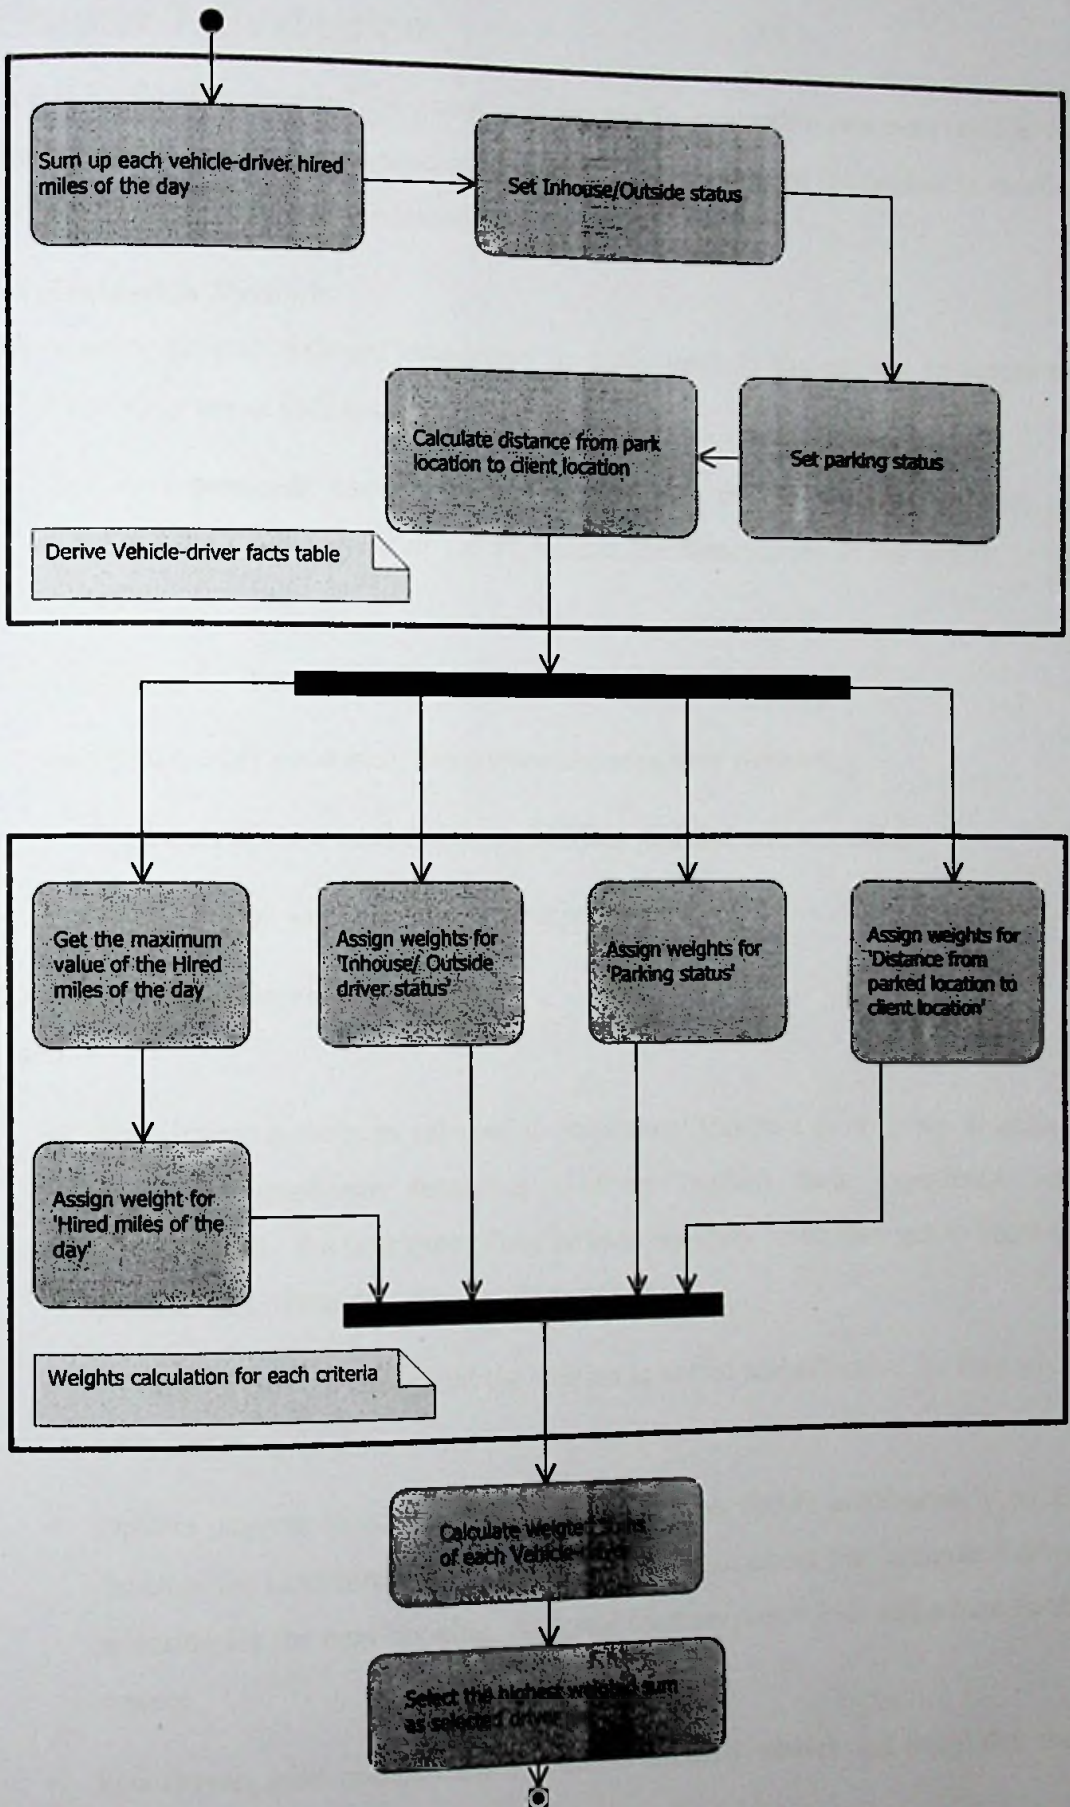 Sum up each vehicle-driver hired
miles of the day
Set Inhouse/Outside status
Calculate distance from park
location to client location
Set parking status
Derive Vehicle-driver facts table
Get the maximum
value of the Hired
miles of the day
Assign weights for
'Inhouse/ Outside
driver status'
Assign weights for
'Parking status'
Assign weights for
'Distance from
parked location to
client location'
Assign weight for
'Hired miles of the
day'
Weights calculation for each criteria
Calculate weigted sums
of each
Select the highest weighted sum
as selected driver